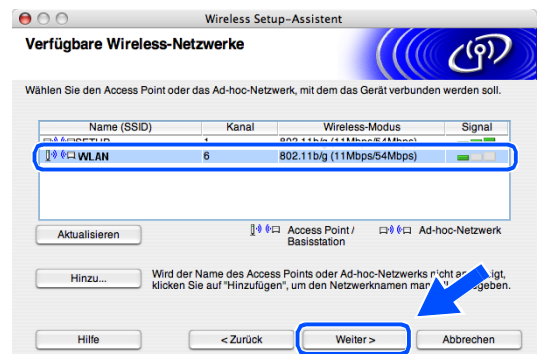 Wireless Setup-Assistent
Verfügbare Wireless-Netzwerke
Wählen Sie den Access Point oder das Ad-hoc-Netzwerk, mit dem das Gerät verbunden werden soll.
Name (SSID) Kanal Wireless-Modus Signal
SETUP 1 802.11b/g (11Mbps/54Mbps)
WLAN 6 802.11b/g (11Mbps/54Mbps)
Aktualisieren
Access Point / Basisstation
Ad-hoc-Netzwerk
Hinzu...
Wird der Name des Access Points oder Ad-hoc-Netzwerks nicht
klicken Sie auf "Hinzufügen", um den Netzwerknamen
Hilfe < Zurück Weiter > Abbrechen